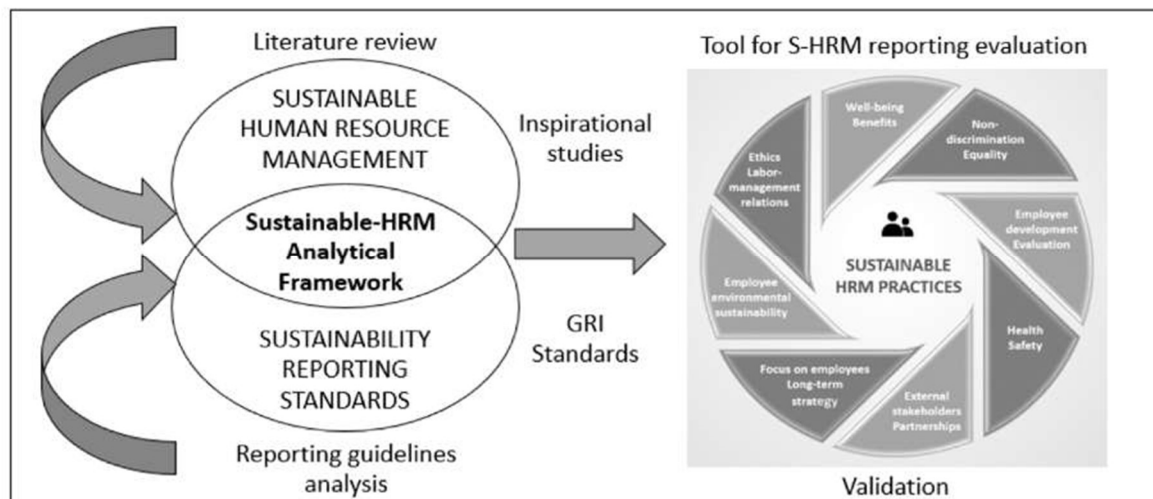 Literature review
SUSTAINABLE
HUMAN RESOURCE
MANAGEMENT
Sustainable-HRM
Analytical
Framework
SUSTAINABILITY
REPORTING
STANDARDS
Reporting guidelines
analysis
Inspirational
studies
GRI
Standards
Tool for S-HRM reporting evaluation
Well-being
Benefits
Non-
discrimination
Equality
Employee
development
Evaluation
Health
Safety
External
stakeholders
Partnerships
Focus on employees
Long-term
strategy
Employee
environmental
sustainability
Ethics
Labor-
management
relations
SUSTAINABLE
HRM PRACTICES
Validation